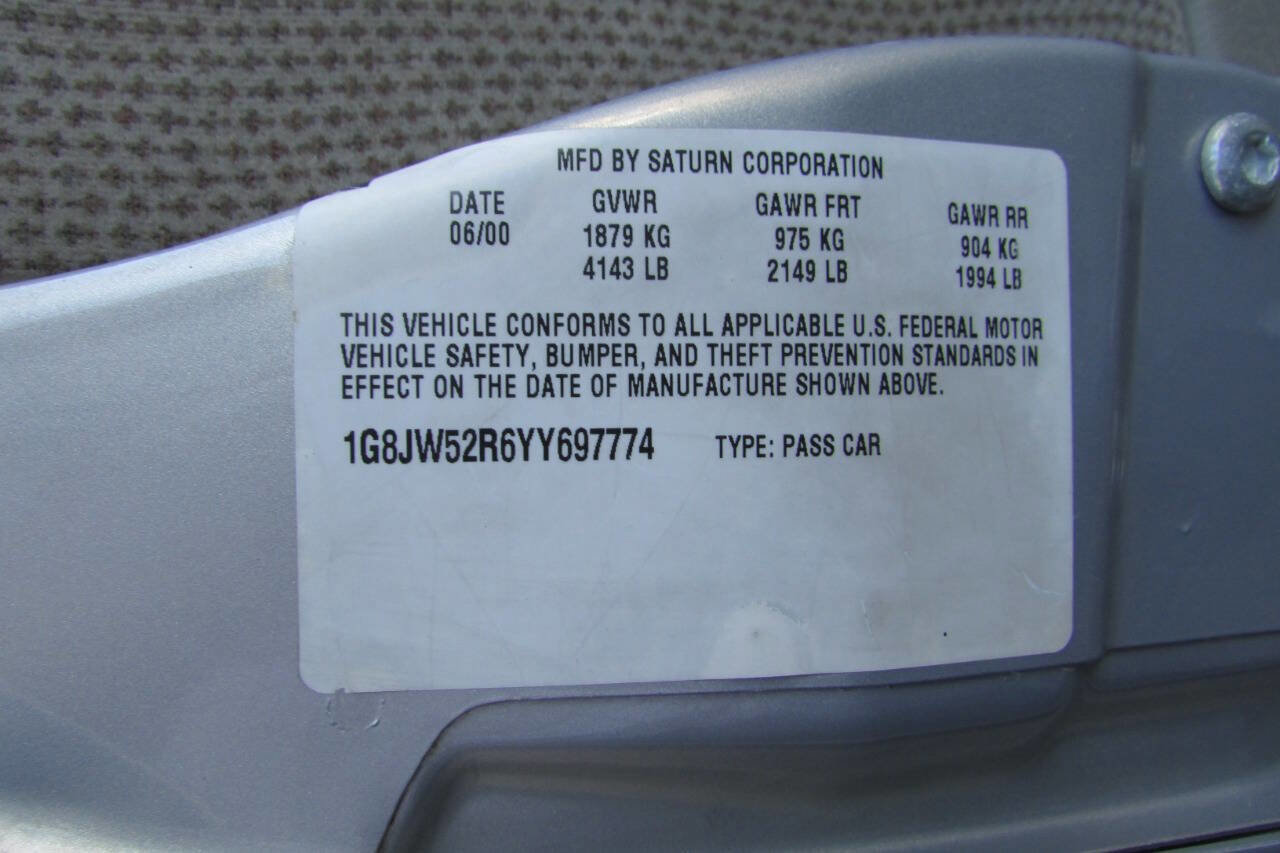 MFD BY SATURN CORPORATION
DATE GVWR GAWR FRT GAWR RR
06/00 1879 KG 975 KG 904 KG
4143 LB 2149 LB 1994 LB
THIS VEHICLE CONFORMS TO ALL APPLICABLE U.S. FEDERAL MOTOR
VEHICLE SAFETY, BUMPER, AND THEFT PREVENTION STANDARDS IN
EFFECT ON THE DATE OF MANUFACTURE SHOWN ABOVE.
1G8JW52R6YY697774 TYPE: PASS CAR